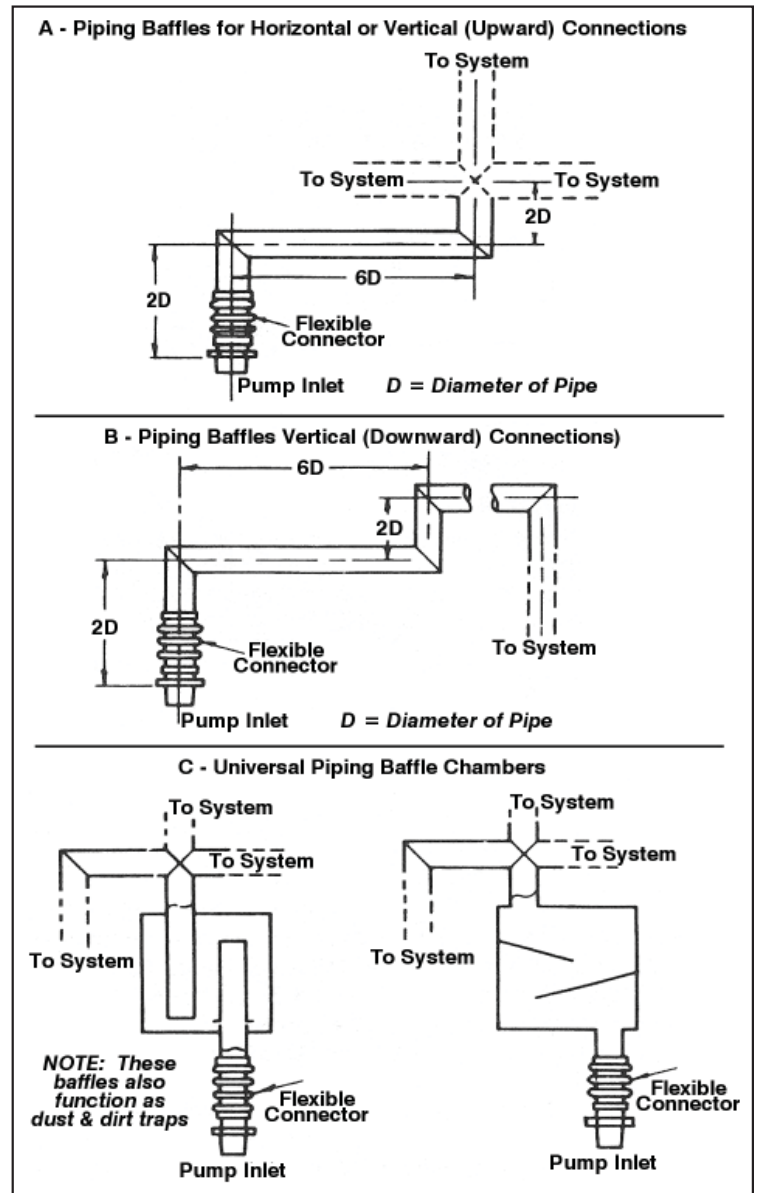 A - Piping Baffles for Horizontal or Vertical (Upward) Connections
To System
To System
To System
2D
6D
2D
Flexible
Connector
Pump Inlet
D = Diameter of Pipe
B - Piping Baffles Vertical (Downward) Connections)
6D
2D
2D
Flexible
Connector
To System
Pump Inlet
D = Diameter of Pipe
C - Universal Piping Baffle Chambers
To System
To System
To System
NOTE: These
baffles also
function as
dust & dirt traps
Flexible
Connector
Pump Inlet
To System
To System
To System
Flexible
Connector
Pump Inlet